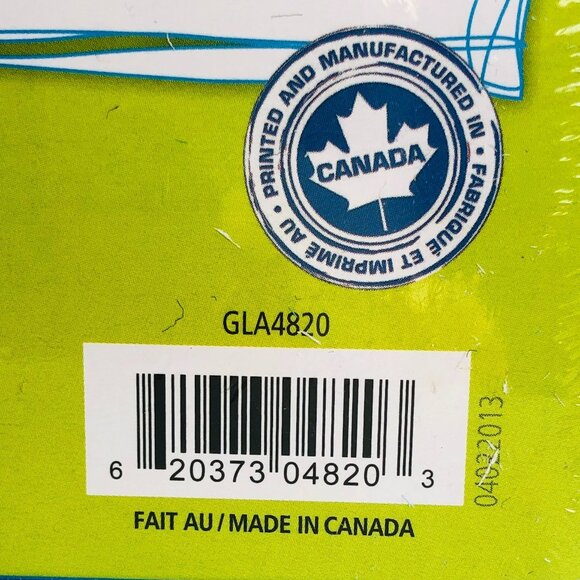 • PRINTED AND MANUFACTURED IN •
FABRIQUÉ ET IMPRIMÉ AU
CANADA
GLA4820
6 20373 04820 3
04032013
FAIT AU / MADE IN CANADA